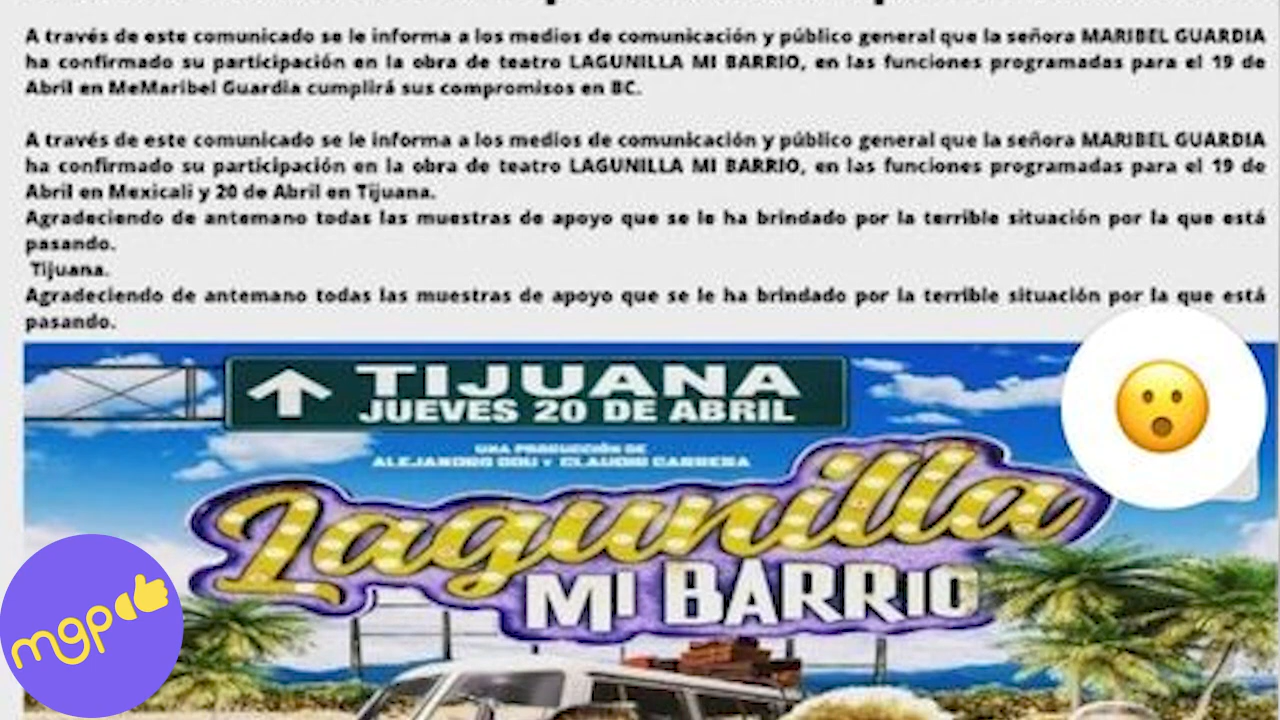 A través de este comunicado se le informa a los medios de comunicación y público general que la señora MARIBEL GUARDIA
ha confirmado su participación en la obra de teatro LAGUNILLA MI BARRIO, en las funciones programadas para el 19 de
Abril en MeMaribel Guardia cumplirá sus compromisos en BC.
A través de este comunicado se le informa a los medios de comunicación y público general que la señora MARIBEL GUARDIA
ha confirmado su participación en la obra de teatro LAGUNILLA MI BARRIO, en las funciones programadas para el 19 de
Abril en Mexicali y 20 de Abril en Tijuana.
Agradeciendo de antemano todas las muestras de apoyo que se le ha brindado por la terrible situación por la que está
pasando.
Tijuana.
Agradeciendo de antemano todas las muestras de apoyo que se le ha brindado por la terrible situación por la que está
pasando.
TIJUANA
JUEVES 20 DE ABRIL
UNA PRODUCCIÓN DE
ALEJANDRO GOU Y CLAUDIO CARRERA
Lagunilla
MI BARRIO
mgp